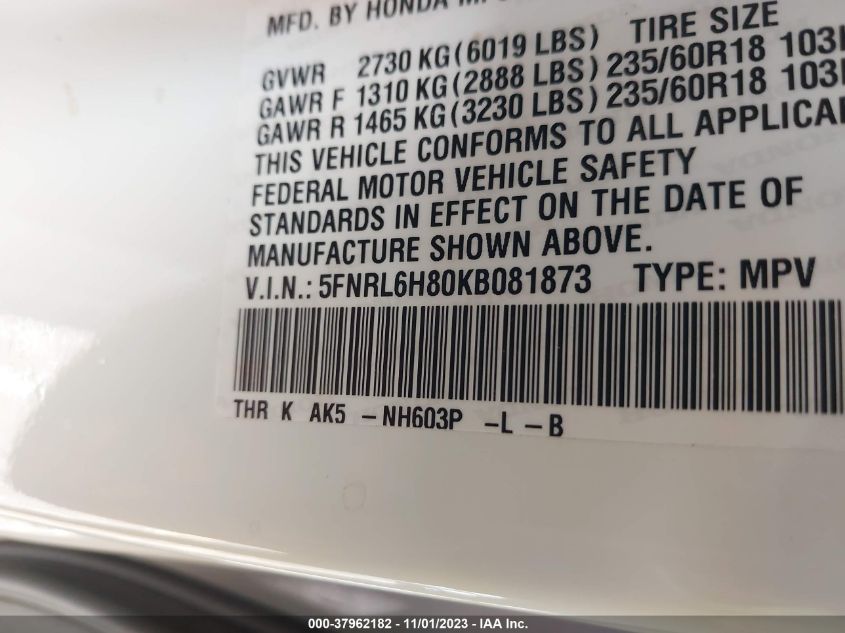 MFD. BY HONDA
TIRE SIZE
GVWR 2730 KG (6019 LBS)
GAWR F 1310 KG (2888 LBS) 235/60R18 103
GAWR R 1465 KG (3230 LBS) 235/60R18 103
THIS VEHICLE CONFORMS TO ALL APPLICA
FEDERAL MOTOR VEHICLE SAFETY
STANDARDS IN EFFECT ON THE DATE OF
MANUFACTURE SHOWN ABOVE.
V.I.N.: 5FNRL6H80KB081873 TYPE: MPV
THR K AK5 - NH603P - L - B
000-37962182 - 11/01/2023 - IAA Inc.